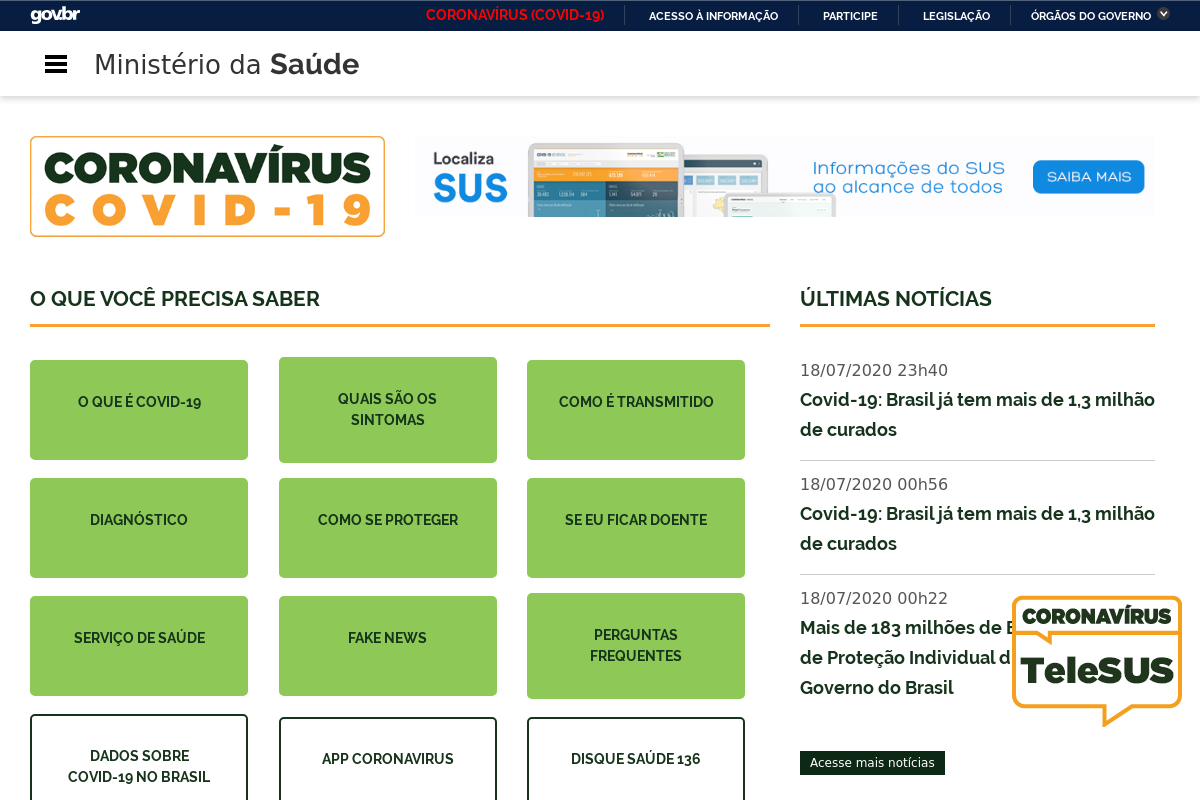 gov.br
CORONAVÍRUS (COVID-19)
ACESSO À INFORMAÇÃO
PARTICIPE
LEGISLAÇÃO
ÓRGÃOS DO GOVERNO
Ministério da Saúde
CORONAVÍRUS
COVID-19
Localiza
SUS
Informações do SUS
ao alcance de todos
SAIBA MAIS
O QUE VOCÊ PRECISA SABER
O QUE É COVID-19
QUAIS SÃO OS
SINTOMAS
COMO É TRANSMITIDO
DIAGNÓSTICO
COMO SE PROTEGER
SE EU FICAR DOENTE
SERVIÇO DE SAÚDE
FAKE NEWS
PERGUNTAS
FREQUENTES
DADOS SOBRE
COVID-19 NO BRASIL
APP CORONAVIRUS
DISQUE SAÚDE 136
ÚLTIMAS NOTÍCIAS
18/07/2020 23h40
Covid-19: Brasil já tem mais de 1,3 milhão
de curados
18/07/2020 00h56
Covid-19: Brasil já tem mais de 1,3 milhão
de curados
18/07/2020 00h22
Mais de 183 milhões de
de Proteção Individual
Governo do Brasil
Acesse mais notícias
CORONAVÍRUS
TeleSUS